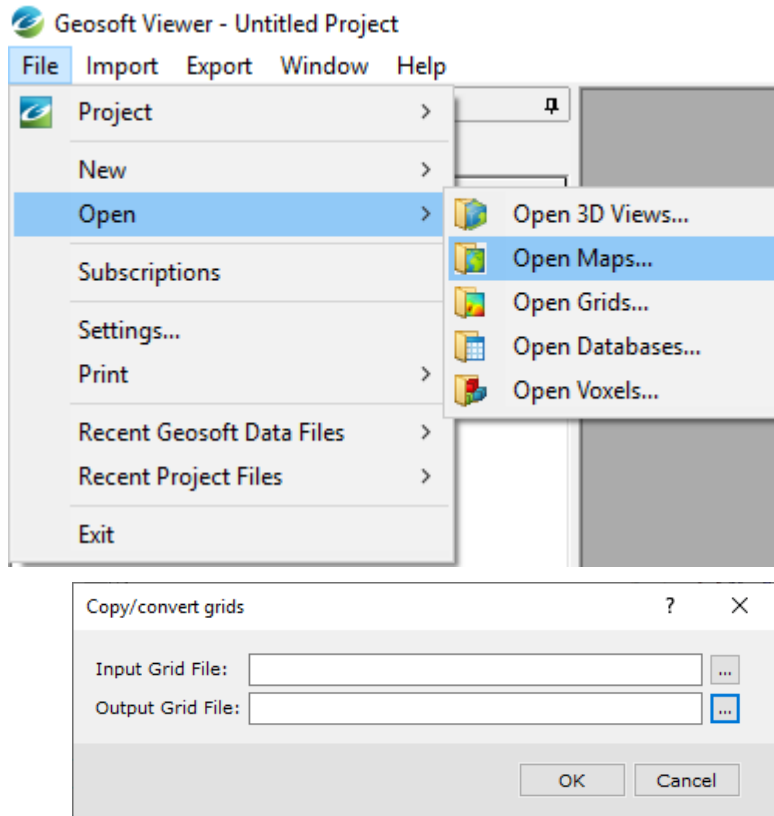 Geosoft Viewer - Untitled Project
File Import Export Window Help
Project
New
Open
Open 3D Views...
Open Maps...
Subscriptions
Open Grids...
Settings...
Open Databases...
Print
Open Voxels...
Recent Geosoft Data Files
Recent Project Files
Exit
Copy/convert grids
Input Grid File:
...
Output Grid File:
...
OK Cancel